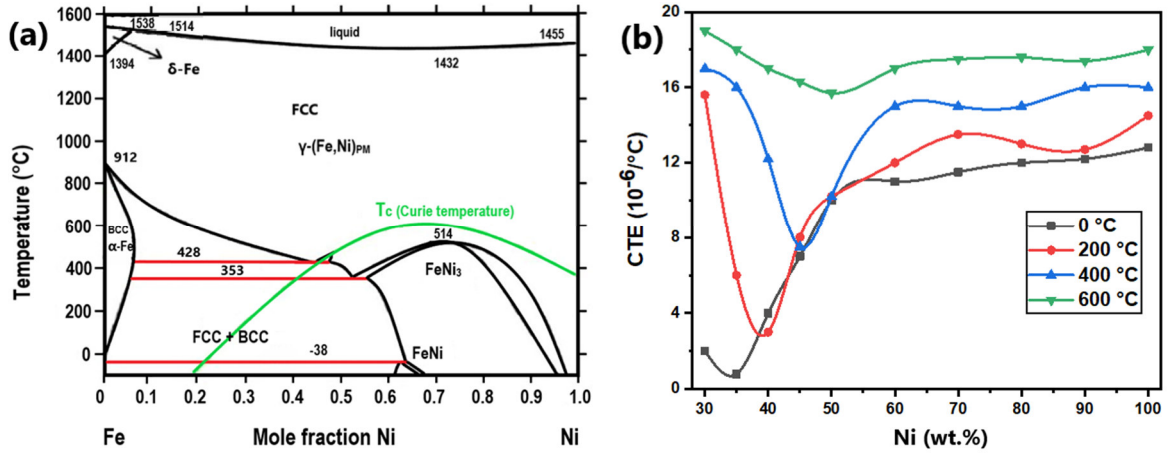 (a)
1600
1538
1514
liquid
1455
1400
1394
δ-Fe
1432
1200
FCC
γ-(Fe,Ni)PM
1000
912
800
Tc (Curie temperature)
600
BCC
α-Fe
514
428
400
353
FeNi3
200
FCC + BCC
-38
FeNi
0
Temperature (°C)
0 0.1 0.2 0.3 0.4 0.5 0.6 0.7 0.8 0.9 1.0
Fe Mole fraction Ni Ni
(b)
20
16
12
8
4
0
CTE (10-6/°C)
0 °C
200 °C
400 °C
600 °C
30 40 50 60 70 80 90 100
Ni (wt.%)